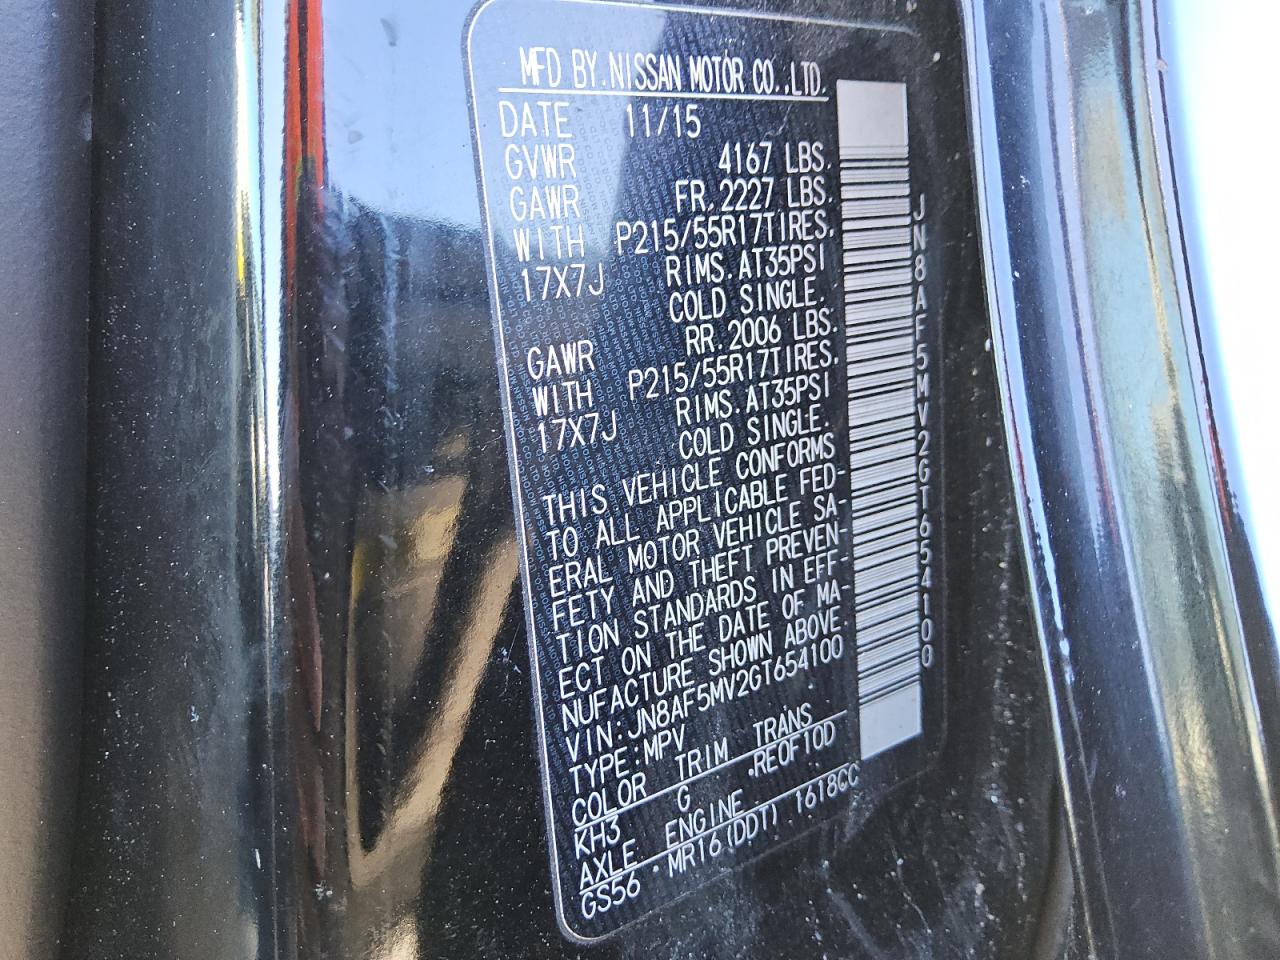 MFD BY.NISSAN MOTOR CO.,LTD.
DATE 11/15
GVWR 4167 LBS.
GAWR FR.2227 LBS.
WITH P215/55R17TIRES.
17X7J RIMS.AT35PSI
COLD SINGLE.
GAWR RR.2006 LBS.
WITH P215/55R17TIRES.
17X7J RIMS.AT35PSI
COLD SINGLE.
THIS VEHICLE CONFORMS
TO ALL APPLICABLE FED-
ERAL MOTOR VEHICLE SA-
FETY AND THEFT PREVEN-
TION STANDARDS IN EFF-
ECT ON THE DATE OF MA-
NUFACTURE SHOWN ABOVE.
VIN:JN8AF5MV2GT654100
TYPE:MPV
COLOR TRIM TRANS
KH3 G .REOF10D
AXLE ENGINE
GS56 .MR16(DDT) 1618CC
JN8AF5MV2GT654100